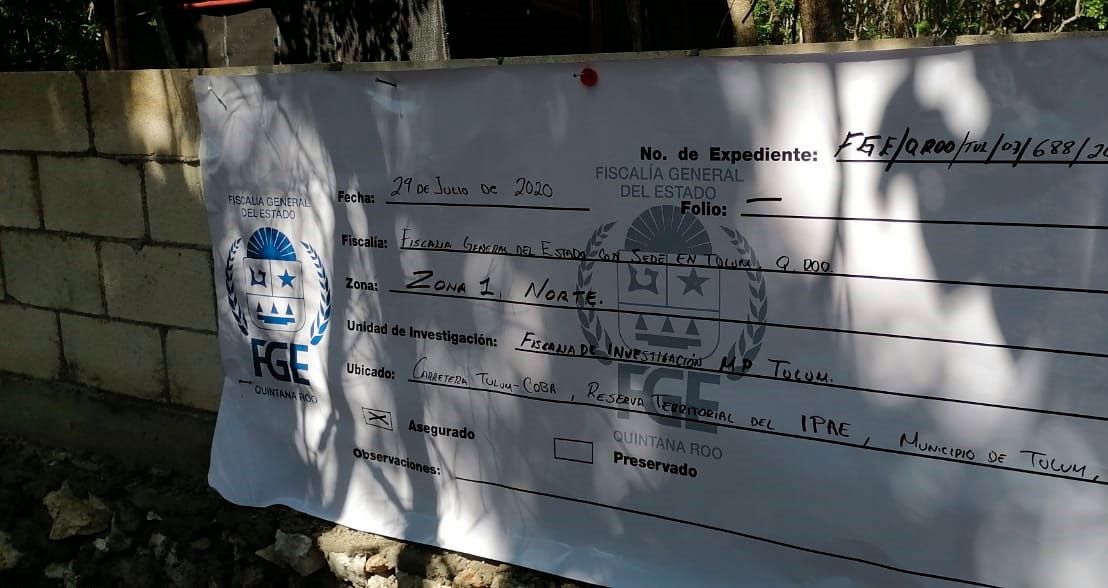 No. de Expediente: FGE/QROO/TUL/07/688/20
FISCALÍA GENERAL
DEL ESTADO
Fecha: 29 DE JULIO DE 2020
Folio: —
FISCALÍA GENERAL
DEL ESTADO
Fiscalía: FISCALIA GENERAL DEL ESTADO CON SEDE EN TULUM, Q. ROO.
Zona: ZONA 1, NORTE.
Unidad de Investigación: FISCALIA DE INVESTIGACIÓN MP TULUM.
FGE
QUINTANA ROO
Ubicado: CARRETERA TULUM-COBA, RESERVA TERRITORIAL DEL IPAE, MUNICIPIO DE TULUM,
FGE
QUINTANA ROO
Asegurado
Preservado
Observaciones: